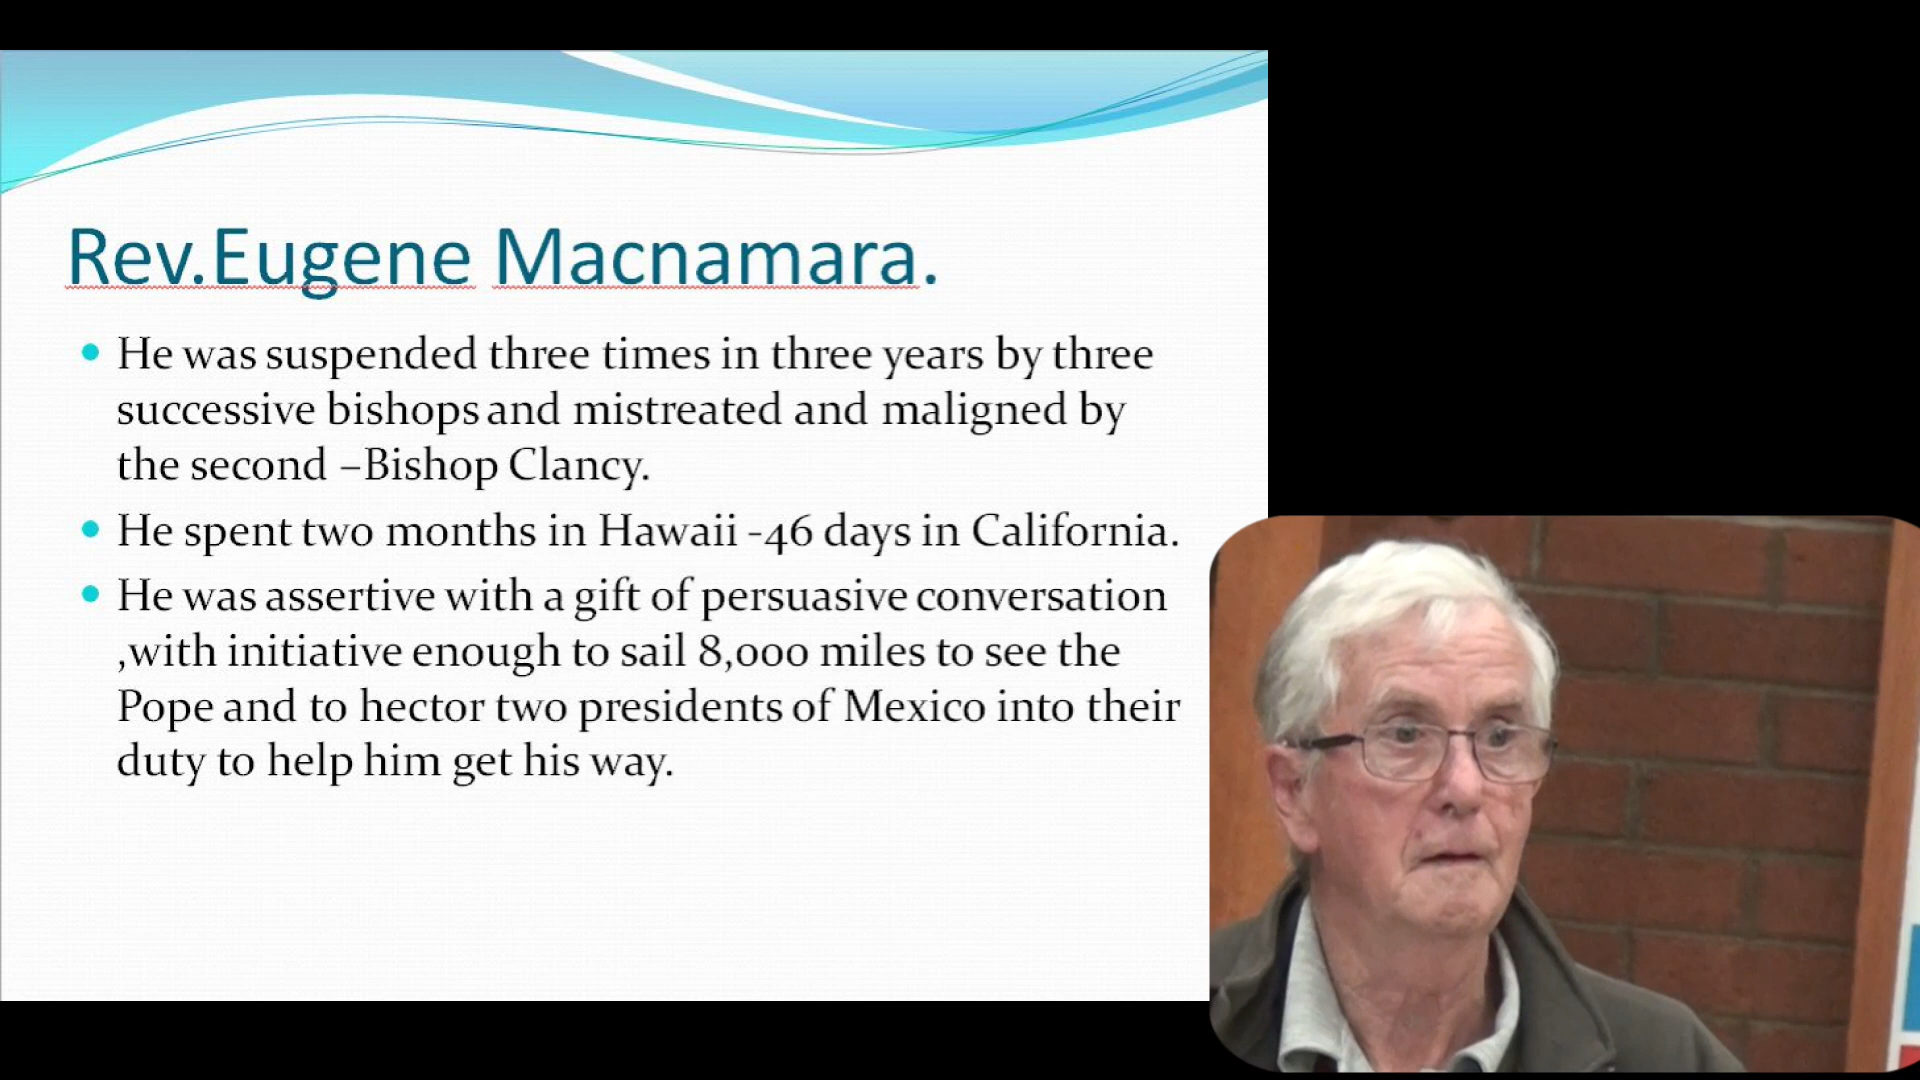 Rev.Eugene Macnamara.
He was suspended three times in three years by three
successive bishops and mistreated and maligned by
the second –Bishop Clancy.
He spent two months in Hawaii -46 days in California.
He was assertive with a gift of persuasive conversation
,with initiative enough to sail 8,000 miles to see the
Pope and to hector two presidents of Mexico into their
duty to help him get his way.